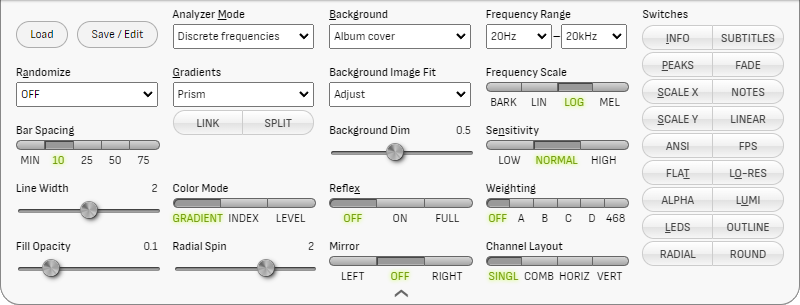 Load
Save / Edit
Analyzer Mode
Discrete frequencies
Background
Album cover
Frequency Range
20Hz – 20kHz
Switches
INFO
SUBTITLES
Randomize
OFF
Gradients
Prism
LINK
SPLIT
Background Image Fit
Adjust
Frequency Scale
BARK LIN LOG MEL
PEAKS
FADE
SCALE X
NOTES
Bar Spacing
MIN 10 25 50 75
Background Dim 0.5
Sensitivity
LOW NORMAL HIGH
SCALE Y
LINEAR
ANSI
FPS
Line Width 2
Color Mode
GRADIENT INDEX LEVEL
Reflex
OFF ON FULL
Weighting
OFF A B C D 468
FLAT
LO-RES
ALPHA
LUMI
LEDS
OUTLINE
Fill Opacity 0.1
Radial Spin 2
Mirror
LEFT OFF RIGHT
Channel Layout
SINGL COMB HORIZ VERT
RADIAL
ROUND